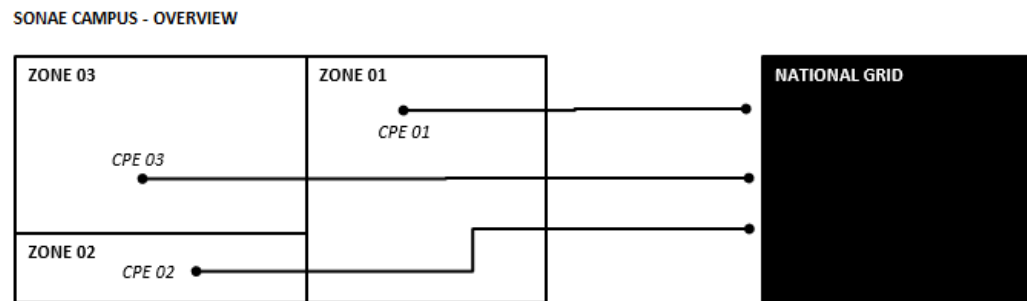 SONAE CAMPUS - OVERVIEW
ZONE 03
ZONE 01
NATIONAL GRID
CPE 01
CPE 03
ZONE 02
CPE 02